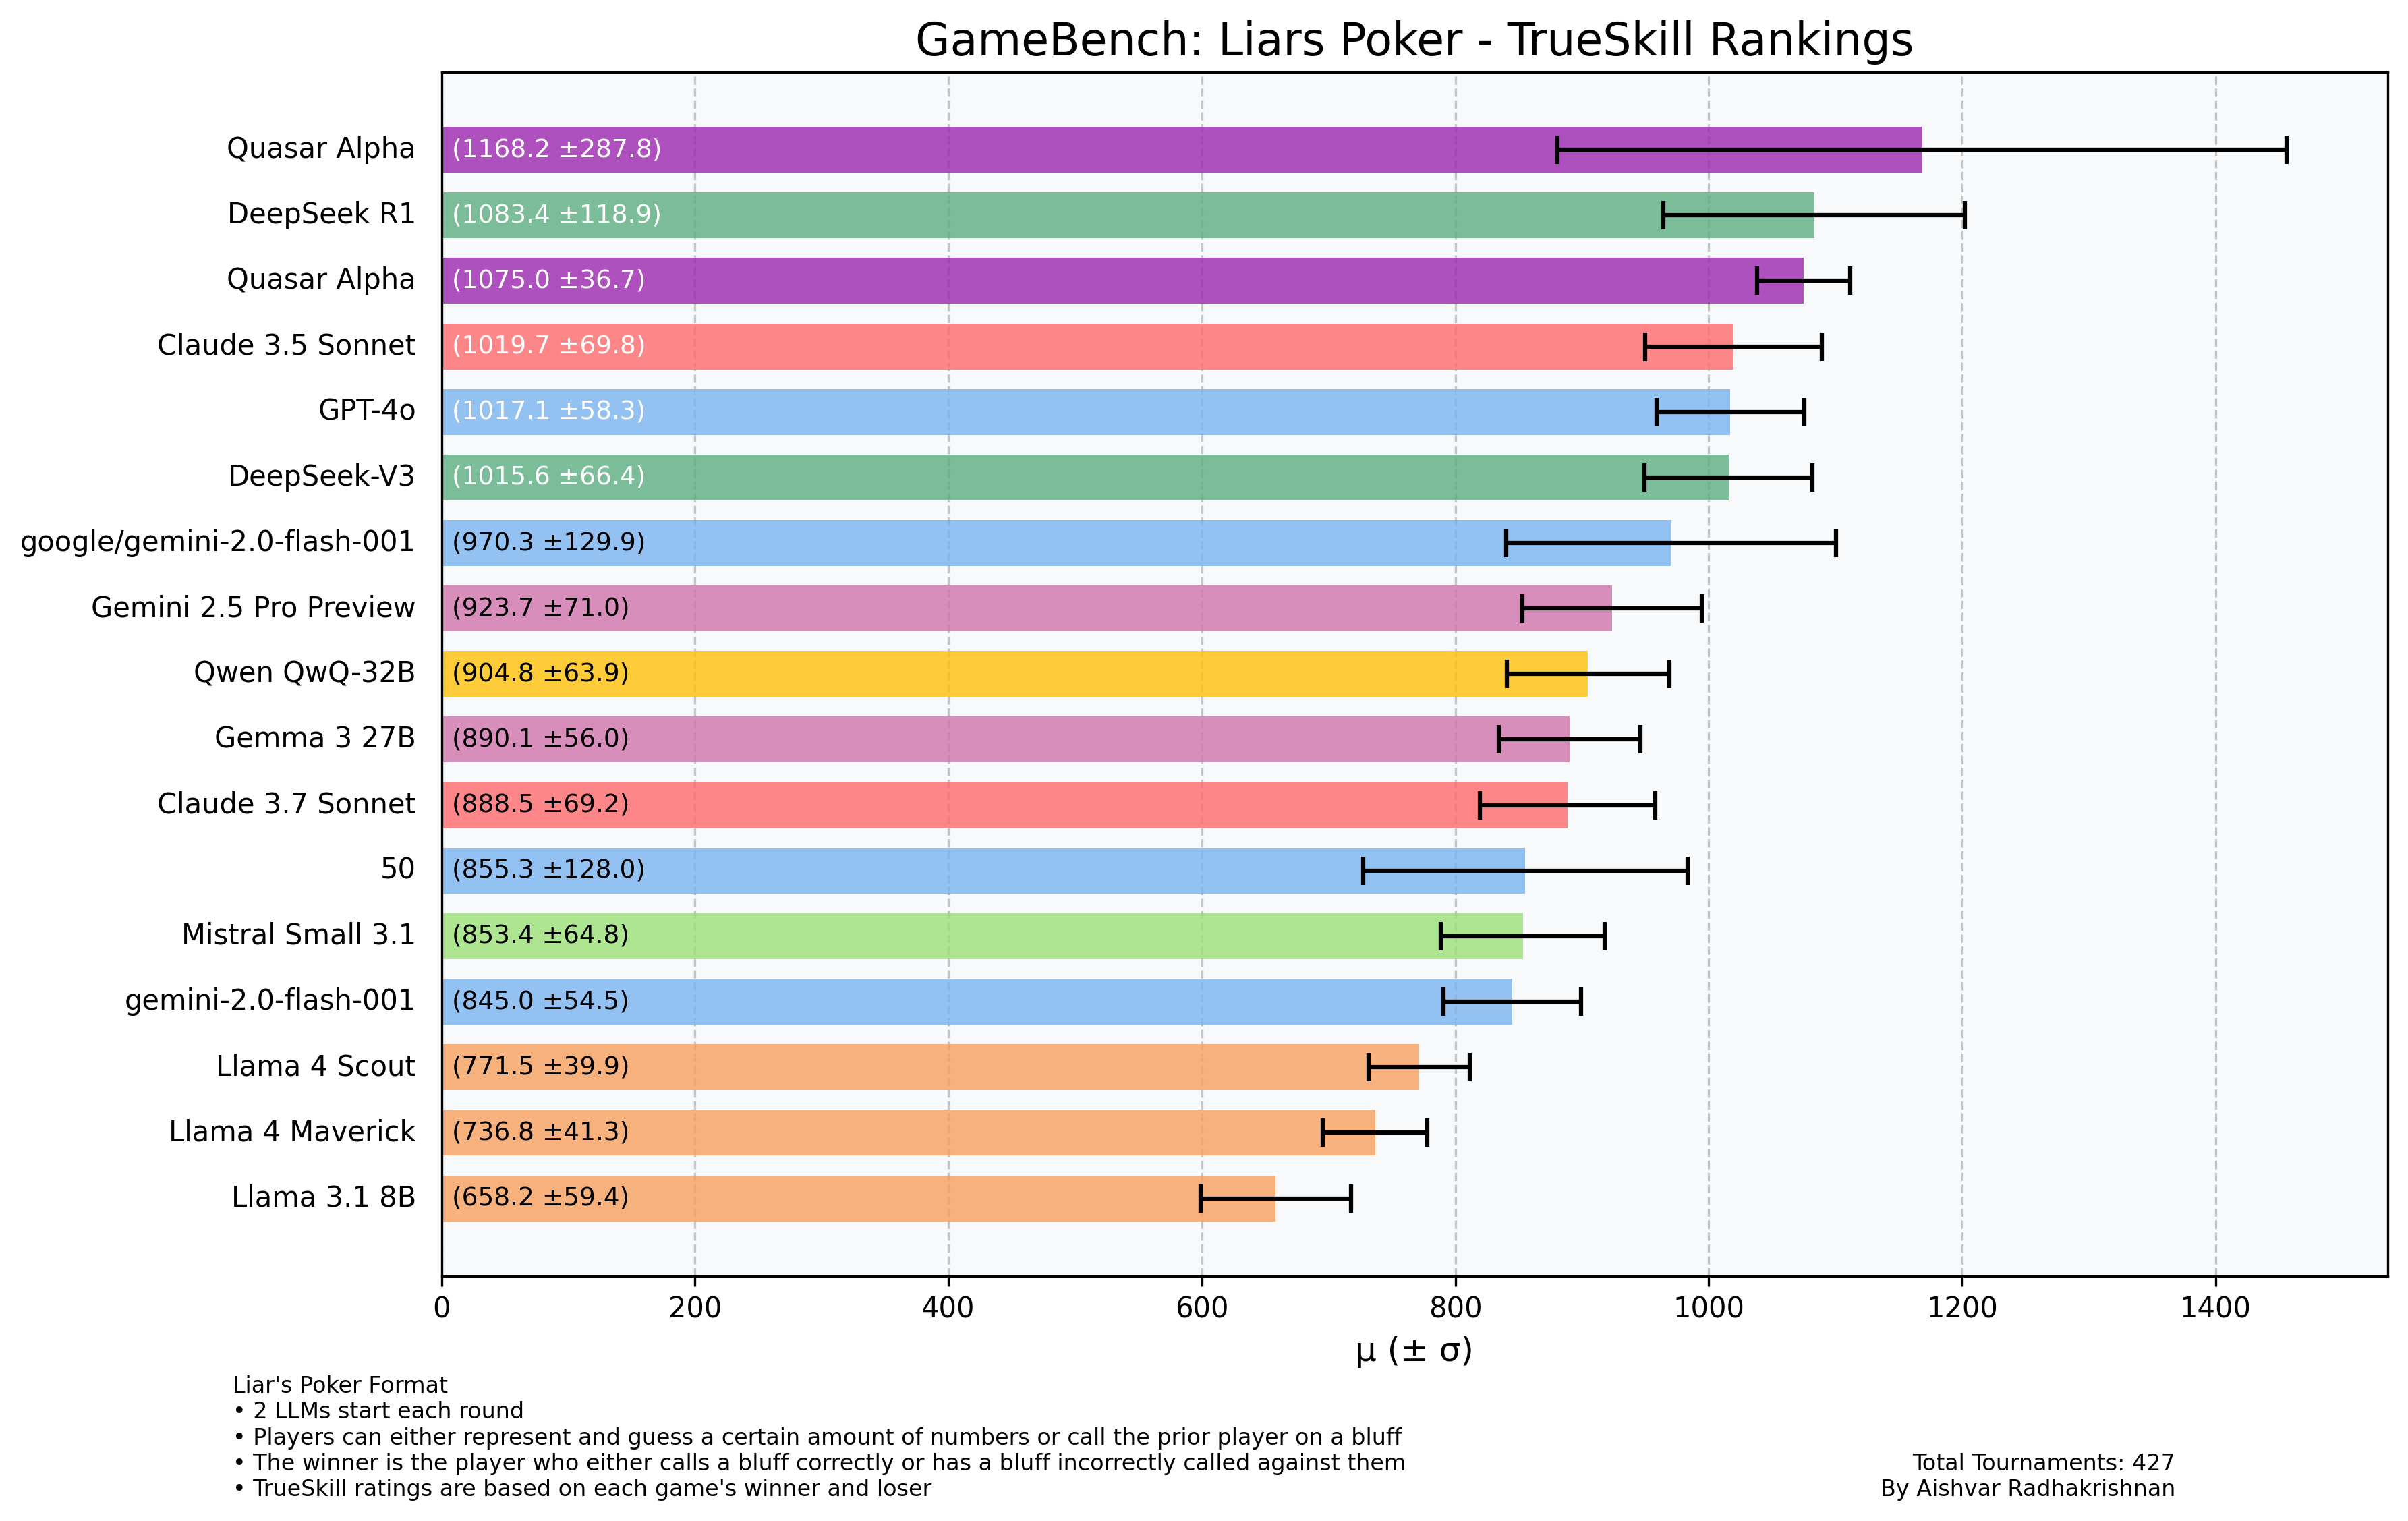 GameBench: Liars Poker - TrueSkill Rankings
Quasar Alpha (1168.2 ±287.8)
DeepSeek R1 (1083.4 ±118.9)
Quasar Alpha (1075.0 ±36.7)
Claude 3.5 Sonnet (1019.7 ±69.8)
GPT-4o (1017.1 ±58.3)
DeepSeek-V3 (1015.6 ±66.4)
google/gemini-2.0-flash-001 (970.3 ±129.9)
Gemini 2.5 Pro Preview (923.7 ±71.0)
Qwen QwQ-32B (904.8 ±63.9)
Gemma 3 27B (890.1 ±56.0)
Claude 3.7 Sonnet (888.5 ±69.2)
50 (855.3 ±128.0)
Mistral Small 3.1 (853.4 ±64.8)
gemini-2.0-flash-001 (845.0 ±54.5)
Llama 4 Scout (771.5 ±39.9)
Llama 4 Maverick (736.8 ±41.3)
Llama 3.1 8B (658.2 ±59.4)
0 200 400 600 800 1000 1200 1400
μ (± σ)
Liar's Poker Format
• 2 LLMs start each round
• Players can either represent and guess a certain amount of numbers or call the prior player on a bluff
• The winner is the player who either calls a bluff correctly or has a bluff incorrectly called against them
• TrueSkill ratings are based on each game's winner and loser
Total Tournaments: 427
By Aishvar Radhakrishnan